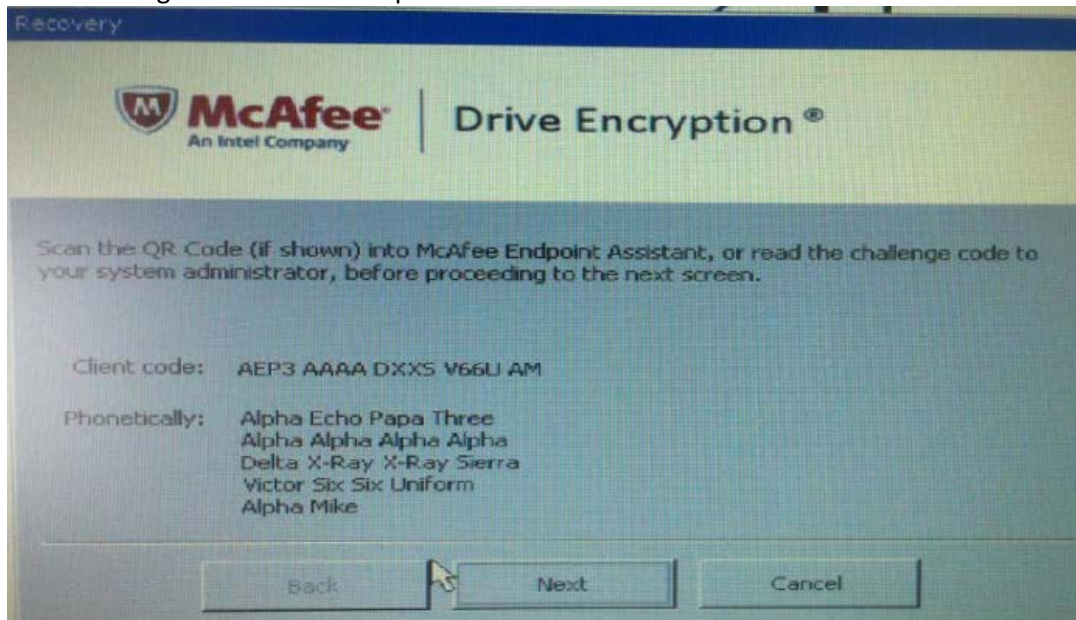 Recovery
McAfee®
An Intel Company
Drive Encryption ®
Scan the QR Code (if shown) into McAfee Endpoint Assistant, or read the challenge code to
your system administrator, before proceeding to the next screen.
Client code: AEP3 AAAA DXXS V66U AM
Phonetically: Alpha Echo Papa Three
Alpha Alpha Alpha Alpha
Delta X-Ray X-Ray Sierra
Victor Six Six Uniform
Alpha Mike
Back Next Cancel